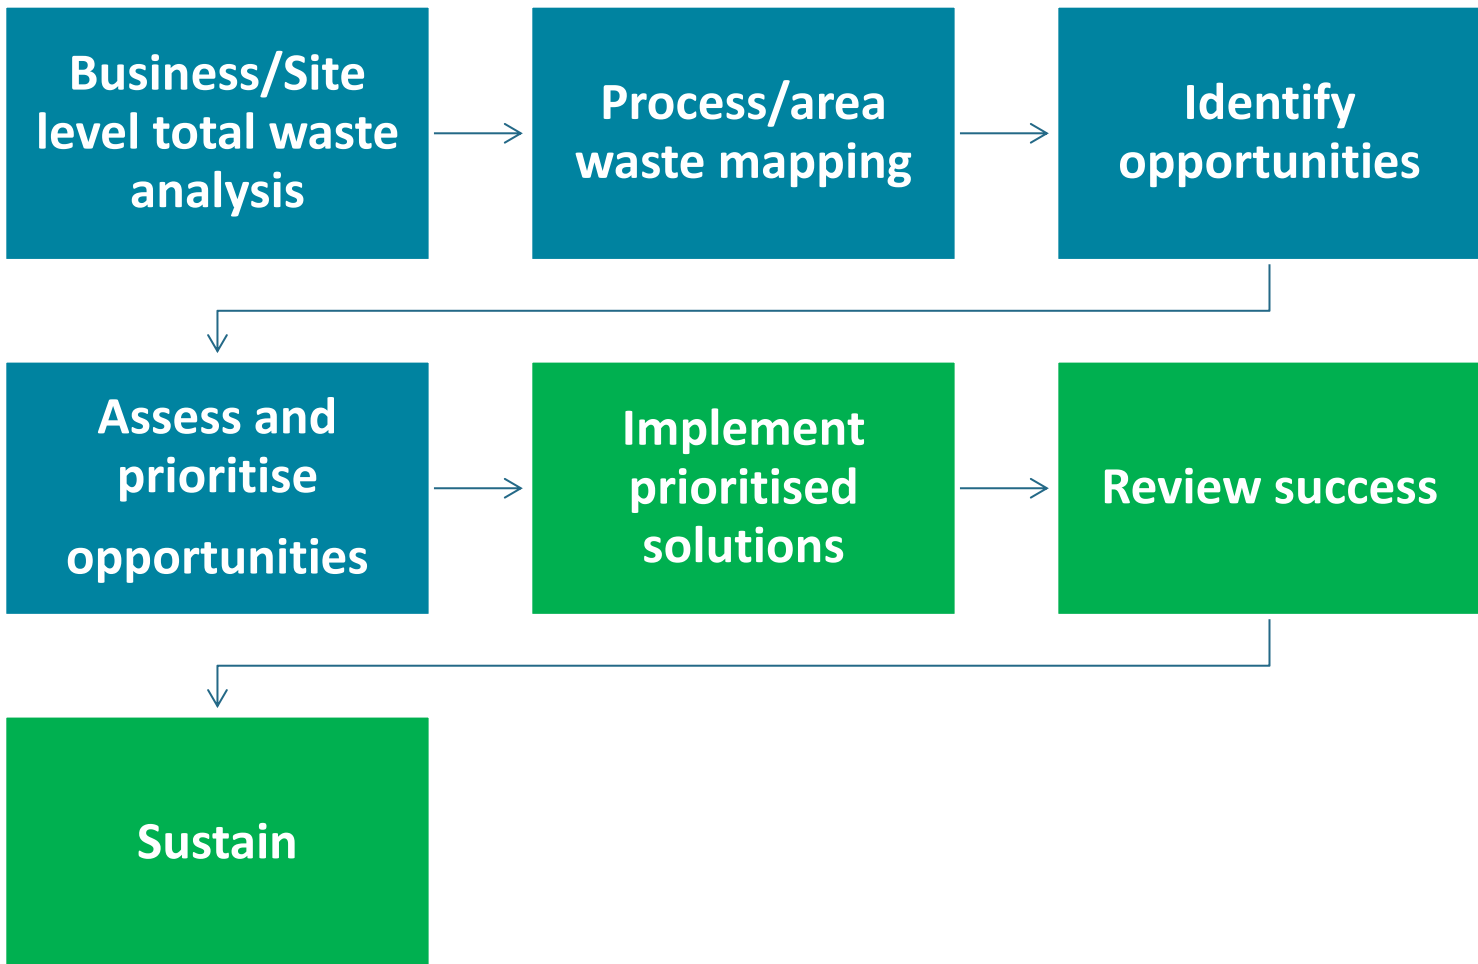 Business/Site
level total waste
analysis
Process/area
waste mapping
Identify
opportunities
Assess and
prioritise
opportunities
Implement
prioritised
solutions
Review success
Sustain